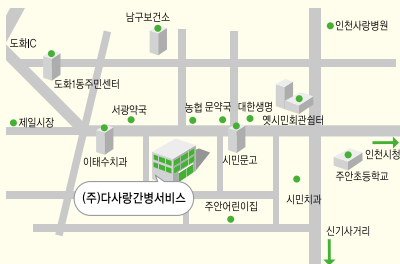 남구보건소
인천사랑병원
도화IC
도화1동주민센터
서광약국
농협
문약국
대한생명
제일시장
옛시민회관쉼터
이태수치과
시민문고
인천시청
주안초등학교
(주)다사랑간병서비스
주안어린이집
시민치과
신기사거리